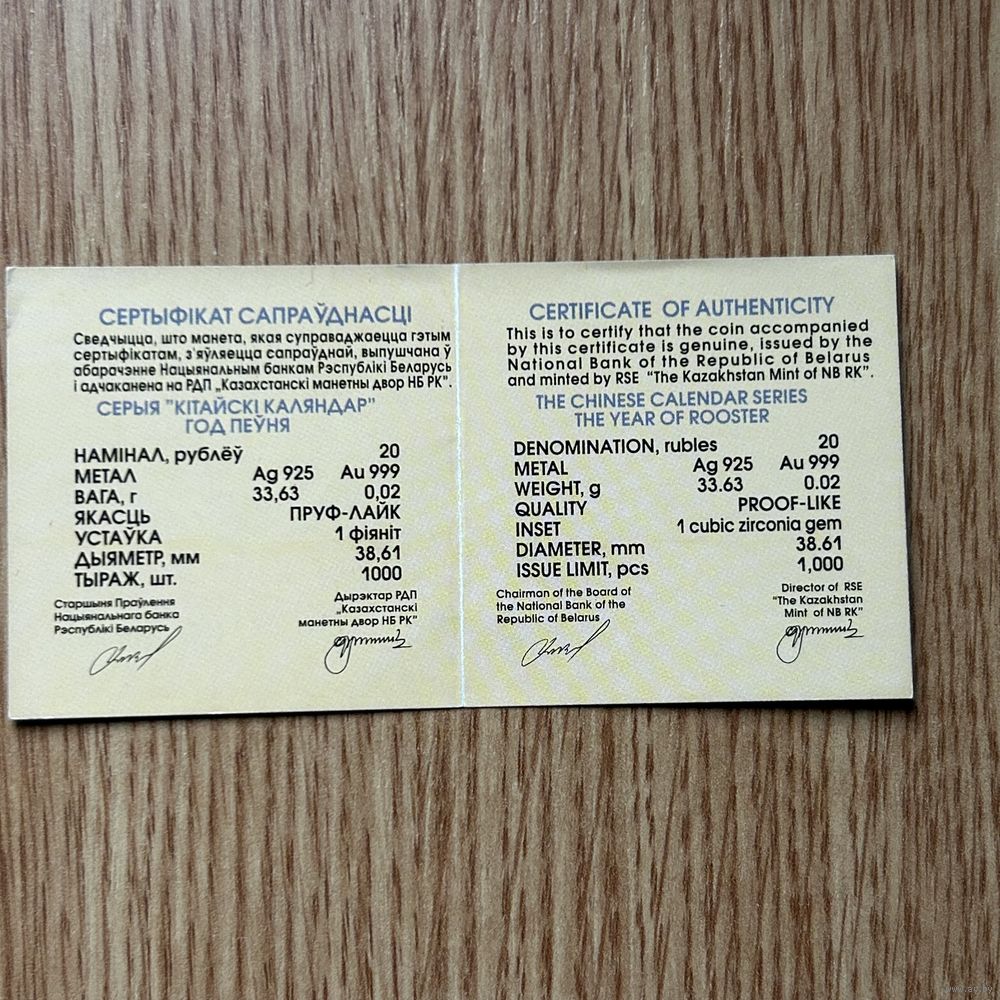 СЕРТЫФІКАТ САПРАЎДНАСЦІ
Сведчыцца, што манета, якая суправаджаецца гэтым
сертыфікатам, з'яўляецца сапраўднай, выпушчана ў
абарачэнне Нацыянальным банкам Рэспублікі Беларусь
і адчаканена на РДП „Казахстанскі манетны двор НБ РК".
СЕРЫЯ "КІТАЙСКІ КАЛЯНДАР"
ГОД ПЕЎНЯ
НАМІНАЛ, рублёў 20
МЕТАЛ Ag 925 Au 999
ВАГА, г 33,63 0,02
ЯКАСЦЬ ПРУФ-ЛАЙК
УСТАЎКА 1 фіяніт
ДЫЯМЕТР, мм 38,61
ТЫРАЖ, шт. 1000
Старшыня Праўлення
Нацыянальнага банка
Рэспублікі Беларусь
Дырэктар РДП
„Казахстанскі
манетны двор НБ РК"
CERTIFICATE OF AUTHENTICITY
This is to certify that the coin accompanied
by this certificate is genuine, issued by the
National Bank of the Republic of Belarus
and minted by RSE "The Kazakhstan Mint of NB RK".
THE CHINESE CALENDAR SERIES
THE YEAR OF ROOSTER
DENOMINATION, rubles 20
METAL Ag 925 Au 999
WEIGHT, g 33.63 0.02
QUALITY PROOF-LIKE
INSET 1 cubic zirconia gem
DIAMETER, mm 38.61
ISSUE LIMIT, pcs 1,000
Chairman of the Board of
the National Bank of the
Republic of Belarus
Director of RSE
"The Kazakhstan
Mint of NB RK"
www.ay.by